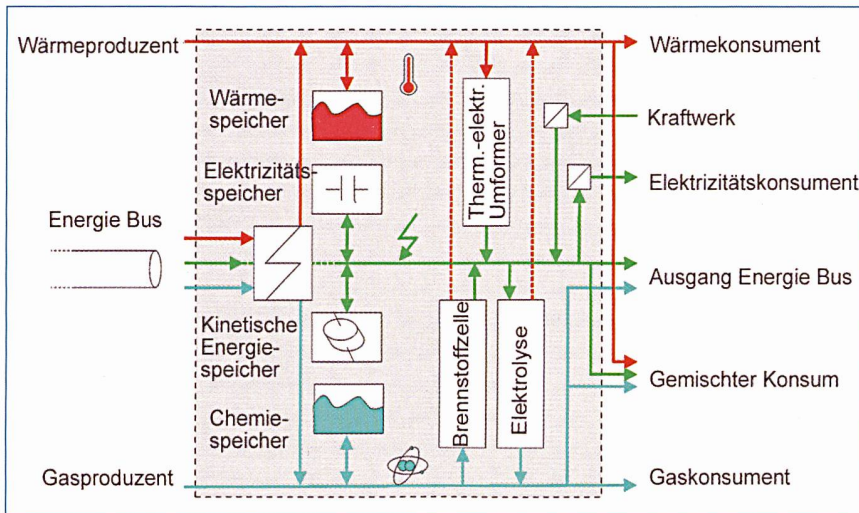 Wärmeproduzent
Wärmekonsument
Wärme-
speicher
Therm.-elektr.
Umformer
Kraftwerk
Elektrizitäts-
speicher
Elektrizitätskonsument
Energie Bus
Ausgang Energie Bus
Kinetische
Energie-
speicher
Brennstoffzelle
Elektrolyse
Gemischter Konsum
Chemie-
speicher
Gasproduzent
Gaskonsument